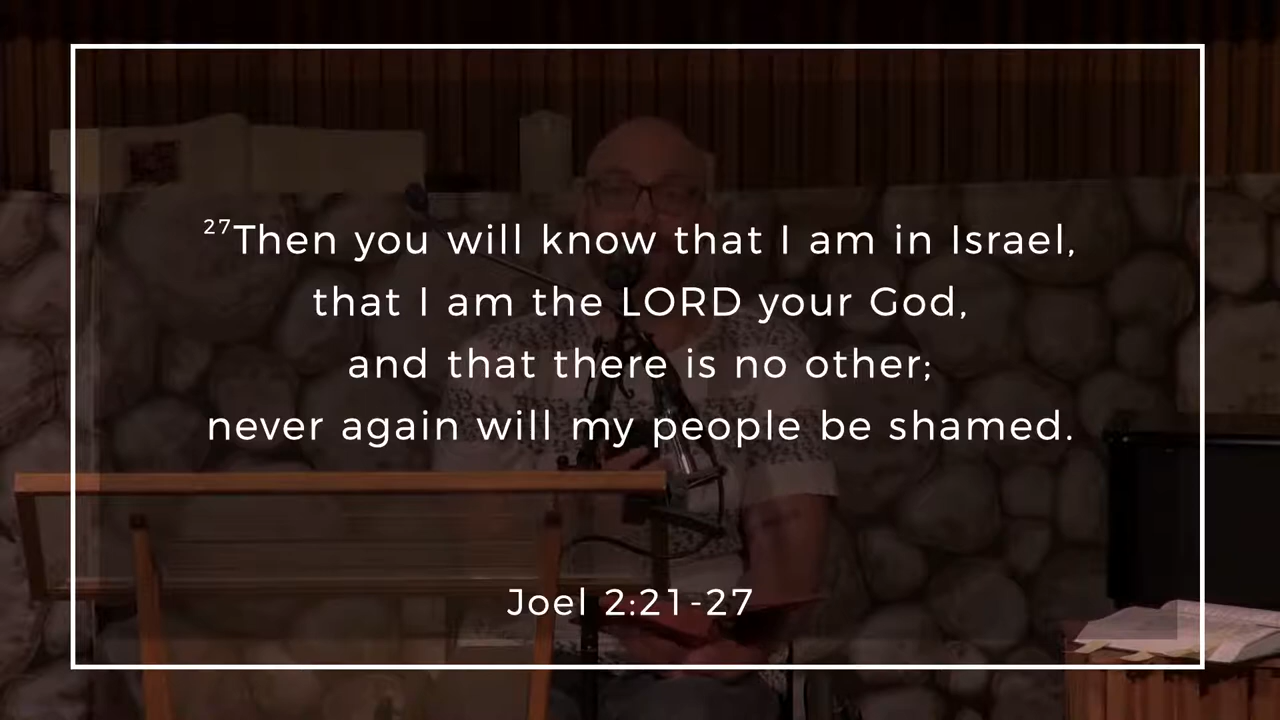 27Then you will know that I am in Israel,
that I am the LORD your God,
and that there is no other;
never again will my people be shamed.
Joel 2:21-27